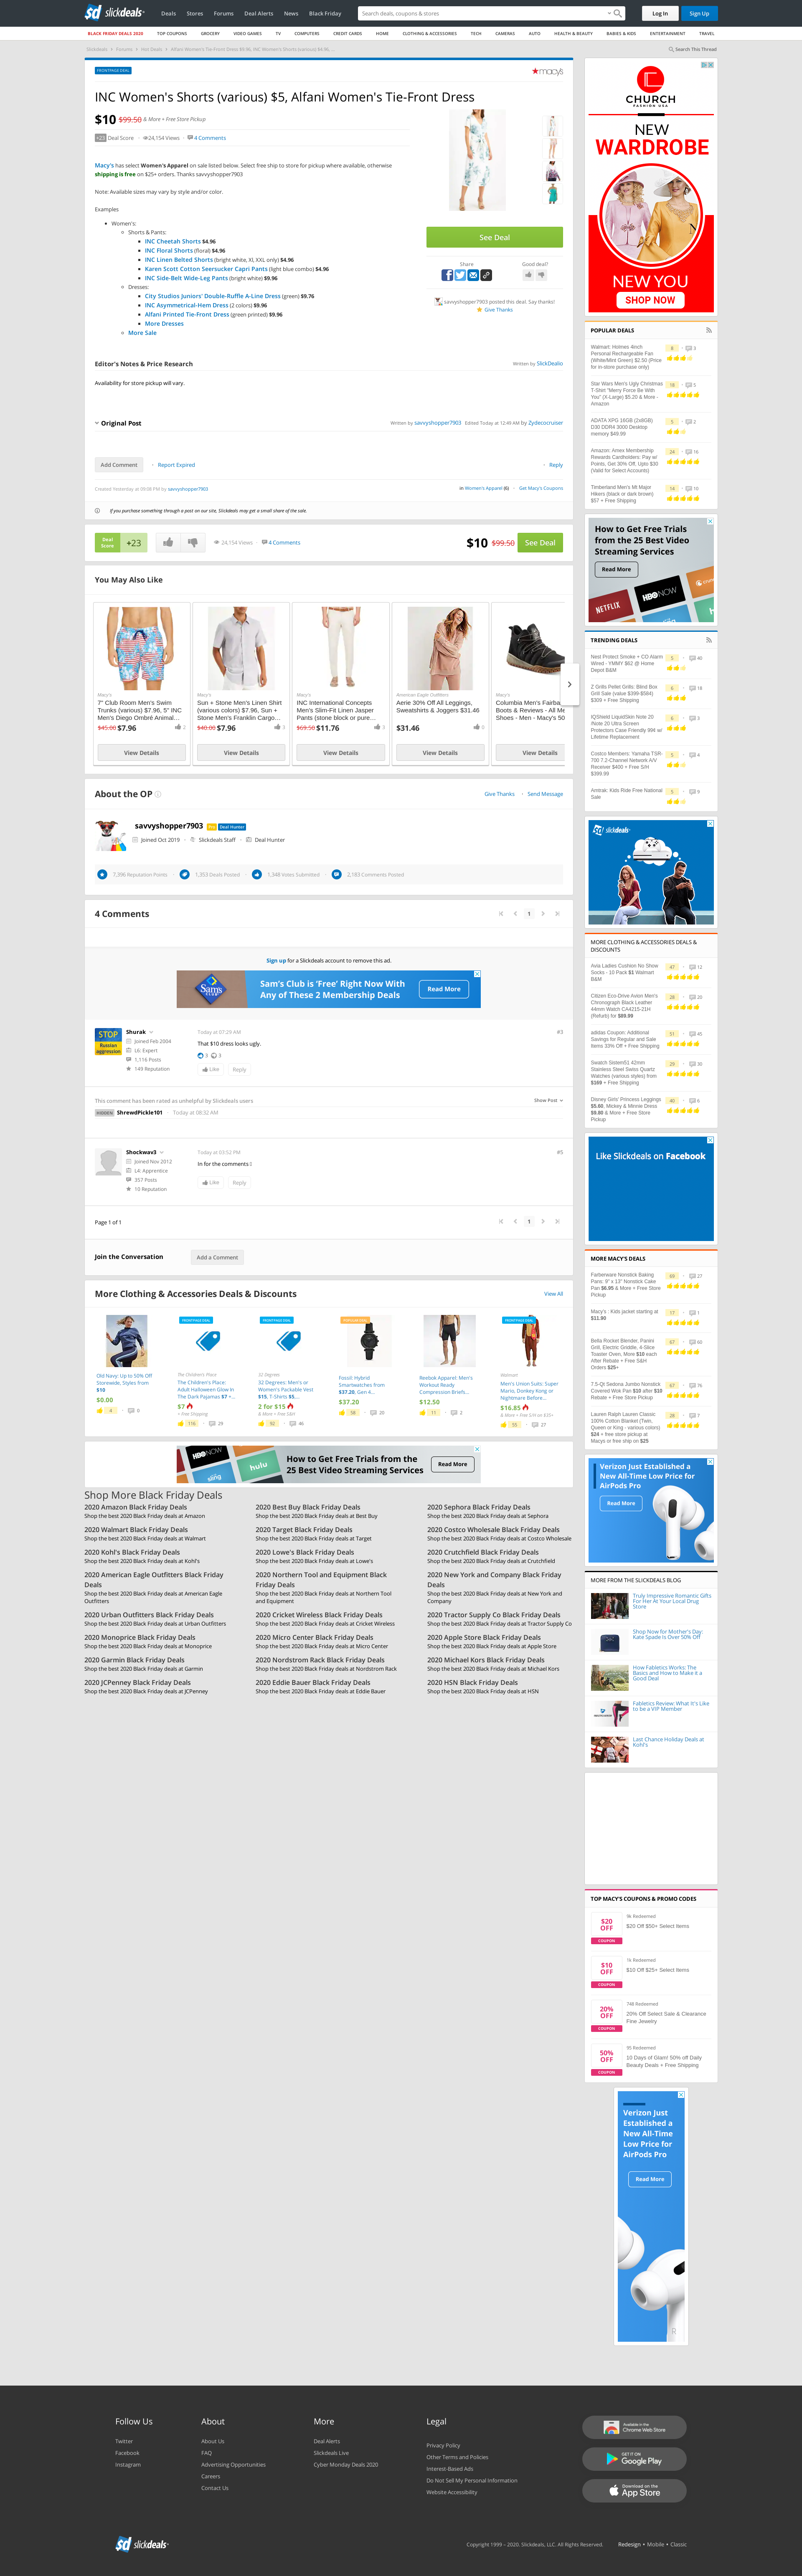 slickdeals
Deals
Stores
Forums
Deal Alerts
News
Black Friday
Search deals, coupons & stores
Log In
Sign Up
BLACK FRIDAY DEALS 2020
TOP COUPONS
GROCERY
VIDEO GAMES
TV
COMPUTERS
CREDIT CARDS
HOME
CLOTHING & ACCESSORIES
TECH
CAMERAS
AUTO
HEALTH & BEAUTY
BABIES & KIDS
ENTERTAINMENT
TRAVEL
Slickdeals
Forums
Hot Deals
Search This Thread
FRONTPAGE DEAL
macys
INC Women's Shorts (various) $5, Alfani Women's Tie-Front Dress
$10 $99.50 & More + Free Store Pickup
+23 Deal Score
24,154 Views
4 Comments
Macy's has select Women's Apparel on sale listed below. Select free ship to store for pickup where available, otherwise
shipping is free on $25+ orders. Thanks savvyshopper7903
Note: Available sizes may vary by style and/or color.
Examples
Women's:
Shorts & Pants:
INC Cheetah Shorts $4.96
INC Floral Shorts (floral) $4.96
INC Linen Belted Shorts (bright white, Xl, XXL only) $4.96
Karen Scott Cotton Seersucker Capri Pants (light blue combo) $4.96
INC Side-Belt Wide-Leg Pants (bright white) $9.96
Dresses:
City Studios Juniors' Double-Ruffle A-Line Dress (green) $9.76
INC Asymmetrical-Hem Dress (2 colors) $9.96
Alfani Printed Tie-Front Dress (green printed) $9.96
More Dresses
More Sale
See Deal
Share
Good deal?
savvyshopper7903 posted this deal. Say thanks!
Give Thanks
Editor's Notes & Price Research
Written by SlickDealio
Availability for store pickup will vary.
Original Post
Written by savvyshopper7903
Edited Today at 12:49 AM by Zydecocruiser
Add Comment
Report Expired
Reply
Created Yesterday at 09:08 PM by savvyshopper7903
in Women's Apparel (6)
Get Macy's Coupons
If you purchase something through a post on our site, Slickdeals may get a small share of the sale.
Deal
Score
+23
24,154 Views
4 Comments
$10 $99.50
See Deal
You May Also Like
Macy's
7" Club Room Men's Swim
Trunks (various) $7.96, 5" INC
Men's Diego Ombré Animal...
$45.00 $7.96
2
View Details
Macy's
Sun + Stone Men's Linen Shirt
(various colors) $7.96, Sun +
Stone Men's Franklin Cargo...
$40.00 $7.96
3
View Details
Macy's
INC International Concepts
Men's Slim-Fit Linen Jasper
Pants (stone block or pure...
$69.50 $11.76
3
View Details
American Eagle Outfitters
Aerie 30% Off All Leggings,
Sweatshirts & Joggers $31.46
$31.46
0
View Details
Macy's
Columbia Men's Fairba
Boots & Reviews - All Me
Shoes - Men - Macy's 50
View Details
About the OP
Give Thanks
Send Message
savvyshopper7903
Deal Hunter
Joined Oct 2019
Slickdeals Staff
Deal Hunter
7,396 Reputation Points
1,353 Deals Posted
1,348 Votes Submitted
2,183 Comments Posted
4 Comments
1
Sign up for a Slickdeals account to remove this ad.
Sam's
Sam's Club is 'Free' Right Now With
Any of These 2 Membership Deals
Read More
STOP
Russian
aggression
Shurak
Joined Feb 2004
L6: Expert
1,116 Posts
149 Reputation
Today at 07:29 AM
#3
That $10 dress looks ugly.
3
3
Like
Reply
This comment has been rated as unhelpful by Slickdeals users
Show Post
HIDDEN ShrewdPickle101
Today at 08:32 AM
Shockwav3
Joined Nov 2012
L4: Apprentice
357 Posts
10 Reputation
Today at 03:52 PM
#5
In for the comments!
Like
Reply
Page 1 of 1
1
Join the Conversation
Add a Comment
More Clothing & Accessories Deals & Discounts
View All
Old Navy: Up to 50% Off
Storewide, Styles from
$10
$0.00
4
0
FRONTPAGE DEAL
The Children's Place
The Children's Place:
Adult Halloween Glow In
The Dark Pajamas $7 +...
$7
+ Free Shipping
116
29
FRONTPAGE DEAL
32 Degrees
32 Degrees: Men's or
Women's Packable Vest
$15, T-Shirts $5,...
2 for $15
& More + Free S&H
92
46
Fossil: Hybrid
Smartwatches from
$37.20, Gen 4...
$37.20
58
20
Reebok Apparel: Men's
Workout Ready
Compression Briefs...
$12.50
11
2
FRONTPAGE DEAL
Walmart
Men's Union Suits: Super
Mario, Donkey Kong or
Nightmare Before...
$16.85
& More + Free S/H on $35+
50
27
How to Get Free Trials from the
25 Best Video Streaming Services
Read More
Shop More Black Friday Deals
2020 Amazon Black Friday Deals
Shop the best 2020 Black Friday deals at Amazon
2020 Best Buy Black Friday Deals
Shop the best 2020 Black Friday deals at Best Buy
2020 Sephora Black Friday Deals
Shop the best 2020 Black Friday deals at Sephora
2020 Walmart Black Friday Deals
Shop the best 2020 Black Friday deals at Walmart
2020 Target Black Friday Deals
Shop the best 2020 Black Friday deals at Target
2020 Costco Wholesale Black Friday Deals
Shop the best 2020 Black Friday deals at Costco Wholesale
2020 Kohl's Black Friday Deals
Shop the best 2020 Black Friday deals at Kohl's
2020 Lowe's Black Friday Deals
Shop the best 2020 Black Friday deals at Lowe's
2020 Crutchfield Black Friday Deals
Shop the best 2020 Black Friday deals at Crutchfield
2020 American Eagle Outfitters Black Friday
Deals
Shop the best 2020 Black Friday deals at American Eagle
Outfitters
2020 Northern Tool and Equipment Black
Friday Deals
Shop the best 2020 Black Friday deals at Northern Tool
and Equipment
2020 New York and Company Black Friday
Deals
Shop the best 2020 Black Friday deals at New York and
Company
2020 Urban Outfitters Black Friday Deals
Shop the best 2020 Black Friday deals at Urban Outfitters
2020 Cricket Wireless Black Friday Deals
Shop the best 2020 Black Friday deals at Cricket Wireless
2020 Tractor Supply Co Black Friday Deals
Shop the best 2020 Black Friday deals at Tractor Supply Co
2020 Monoprice Black Friday Deals
Shop the best 2020 Black Friday deals at Monoprice
2020 Micro Center Black Friday Deals
Shop the best 2020 Black Friday deals at Micro Center
2020 Apple Store Black Friday Deals
Shop the best 2020 Black Friday deals at Apple Store
2020 Garmin Black Friday Deals
Shop the best 2020 Black Friday deals at Garmin
2020 Nordstrom Rack Black Friday Deals
Shop the best 2020 Black Friday deals at Nordstrom Rack
2020 Michael Kors Black Friday Deals
Shop the best 2020 Black Friday deals at Michael Kors
2020 JCPenney Black Friday Deals
Shop the best 2020 Black Friday deals at JCPenney
2020 Eddie Bauer Black Friday Deals
Shop the best 2020 Black Friday deals at Eddie Bauer
2020 HSN Black Friday Deals
Shop the best 2020 Black Friday deals at HSN
CHURCH
FASHION
NEW
WARDROBE
NEW YOU
SHOP NOW
POPULAR DEALS
Walmart: Holmes 4inch
Personal Rechargeable Fan
(White/Mint Green) $2.50 (Price
for in-store purchase only)
8
3
Star Wars Men's Ugly Christmas
T-Shirt "Merry Force Be With
You" (X-Large) $5.20 & More -
Amazon
18
5
ADATA XPG 16GB (2x8GB)
D30 DDR4 3000 Desktop
memory $49.99
5
2
Amazon: Amex Membership
Rewards Cardholders: Pay w/
Points, Get 30% Off, Upto $30
(Valid for Select Accounts)
24
16
Timberland Men's Mt Major
Hikers (black or dark brown)
$57 + Free Shipping
14
10
How to Get Free Trials
from the 25 Best Video
Streaming Services
Read More
NETFLIX
HBO NOW
sling
hulu
TRENDING DEALS
Nest Protect Smoke + CO Alarm
Wired - YMMV $62 @ Home
Depot B&M
5
40
Z Grills Pellet Grills: Blind Box
Grill Sale (value $399-$584)
$309 + Free Shipping
6
18
IQShield LiquidSkin Note 20
/Note 20 Ultra Screen
Protectors Case Friendly 99¢ w/
Lifetime Replacement
6
3
Costco Members: Yamaha TSR-
700 7.2-Channel Network A/V
Receiver $400 + Free S/H
$399.99
5
4
Amtrak: Kids Ride Free National
Sale
5
9
slickdeals
MORE CLOTHING & ACCESSORIES DEALS &
DISCOUNTS
Avia Ladies Cushion No Show
Socks - 10 Pack $1 Walmart
B&M
47
12
Citizen Eco-Drive Avion Men's
Chronograph Black Leather
44mm Watch CA4215-21H
(Refurb) for $89.99
28
20
adidas Coupon: Additional
Savings for Regular and Sale
Items 33% Off + Free Shipping
51
45
Swatch Sistem51 42mm
Stainless Steel Swiss Quartz
Watches (various styles) from
$169 + Free Shipping
29
30
Disney Girls' Princess Leggings
$5.60, Mickey & Minnie Dress
$9.80 & More + Free Store
Pickup
40
6
Like Slickdeals on Facebook
MORE MACY'S DEALS
Farberware Nonstick Baking
Pans: 9" x 13" Nonstick Cake
Pan $6.95 & More + Free Store
Pickup
69
27
Macy's : Kids jacket starting at
$11.80
17
1
Bella Rocket Blender, Panini
Grill, Electric Griddle, 4-Slice
Toaster Oven, More $10 each
After Rebate + Free S&H
Orders $25+
67
60
7.5-Qt Sedona Jumbo Nonstick
Covered Wok Pan $10 after $10
Rebate + Free Store Pickup
67
76
Lauren Ralph Lauren Classic
100% Cotton Blanket (Twin,
Queen or King - various colors)
$24 + free store pickup at
Macys or free ship on $25
28
5
Verizon Just Established a
New All-Time Low Price for
AirPods Pro
Read More
MORE FROM THE SLICKDEALS BLOG
Truly Impressive Romantic Gifts
For Her At Your Local Drug
Store
Shop Now for Mother's Day:
Kate Spade Is Over 50% Off
How Fabletics Works: The
Basics and How to Make it a
Good Deal
Fabletics Review: What It's Like
to be a VIP Member
Last Chance Holiday Deals at
Kohl's
TOP MACY'S COUPONS & PROMO CODES
$20
OFF
COUPON
9k Redeemed
$20 Off $50+ Select Items
$10
OFF
COUPON
1k Redeemed
$10 Off $25+ Select Items
20%
OFF
COUPON
748 Redeemed
20% Off Select Sale & Clearance
Fine Jewelry
50%
OFF
COUPON
95 Redeemed
10 Days of Glam! 50% off Daily
Beauty Deals + Free Shipping
Verizon Just
Established a
New All-Time
Low Price for
AirPods Pro
Read More
Follow Us
Twitter
Facebook
Instagram
About
About Us
FAQ
Advertising Opportunities
Careers
Contact Us
More
Deal Alerts
Slickdeals Live
Cyber Monday Deals 2020
Legal
Privacy Policy
Other Terms and Policies
Interest-Based Ads
Do Not Sell My Personal Information
Website Accessibility
Available in the
Chrome Web Store
GET IT ON
Google Play
Download on the
App Store
slickdeals
Copyright 1999 - 2020. Slickdeals, LLC. All Rights Reserved.
Redesign • Mobile • Classic